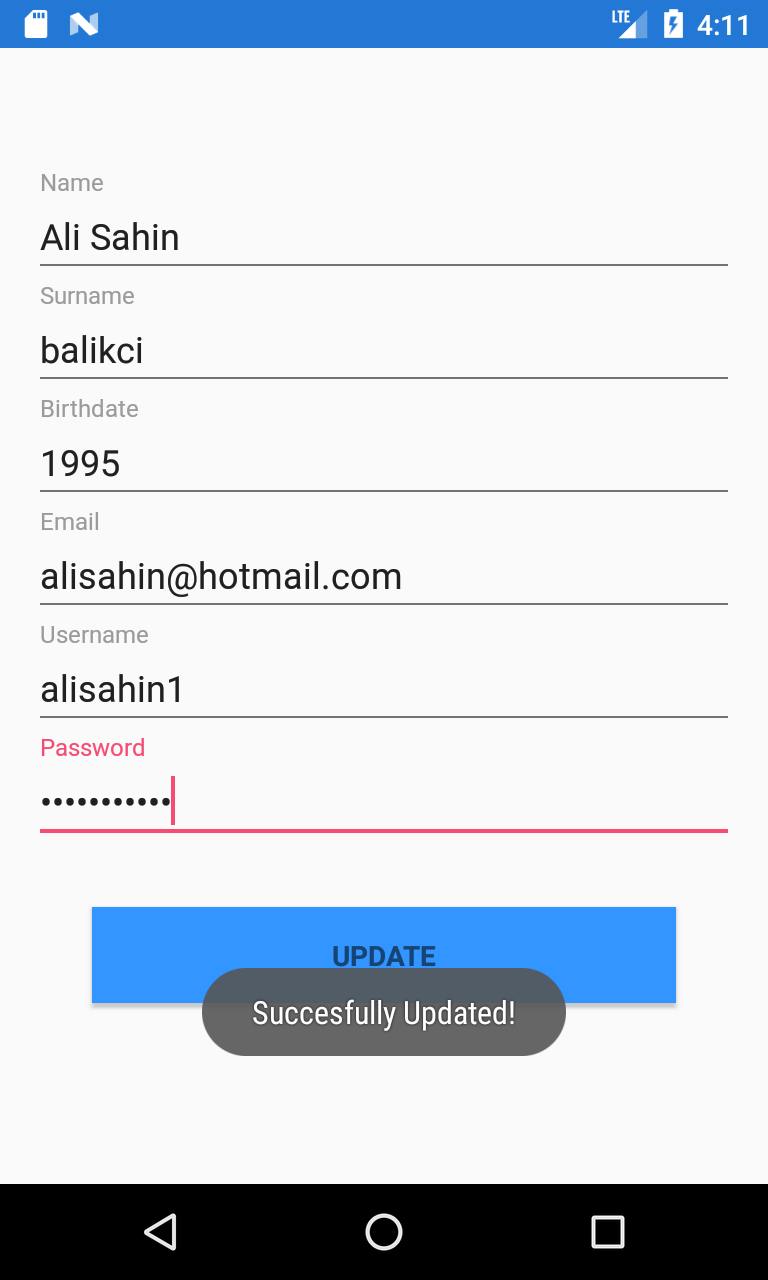 LTE 4:11
Name
Ali Sahin
Surname
balikci
Birthdate
1995
Email
alisahin@hotmail.com
Username
alisahin1
Password
•••••••••••
UPDATE
Succesfully Updated!